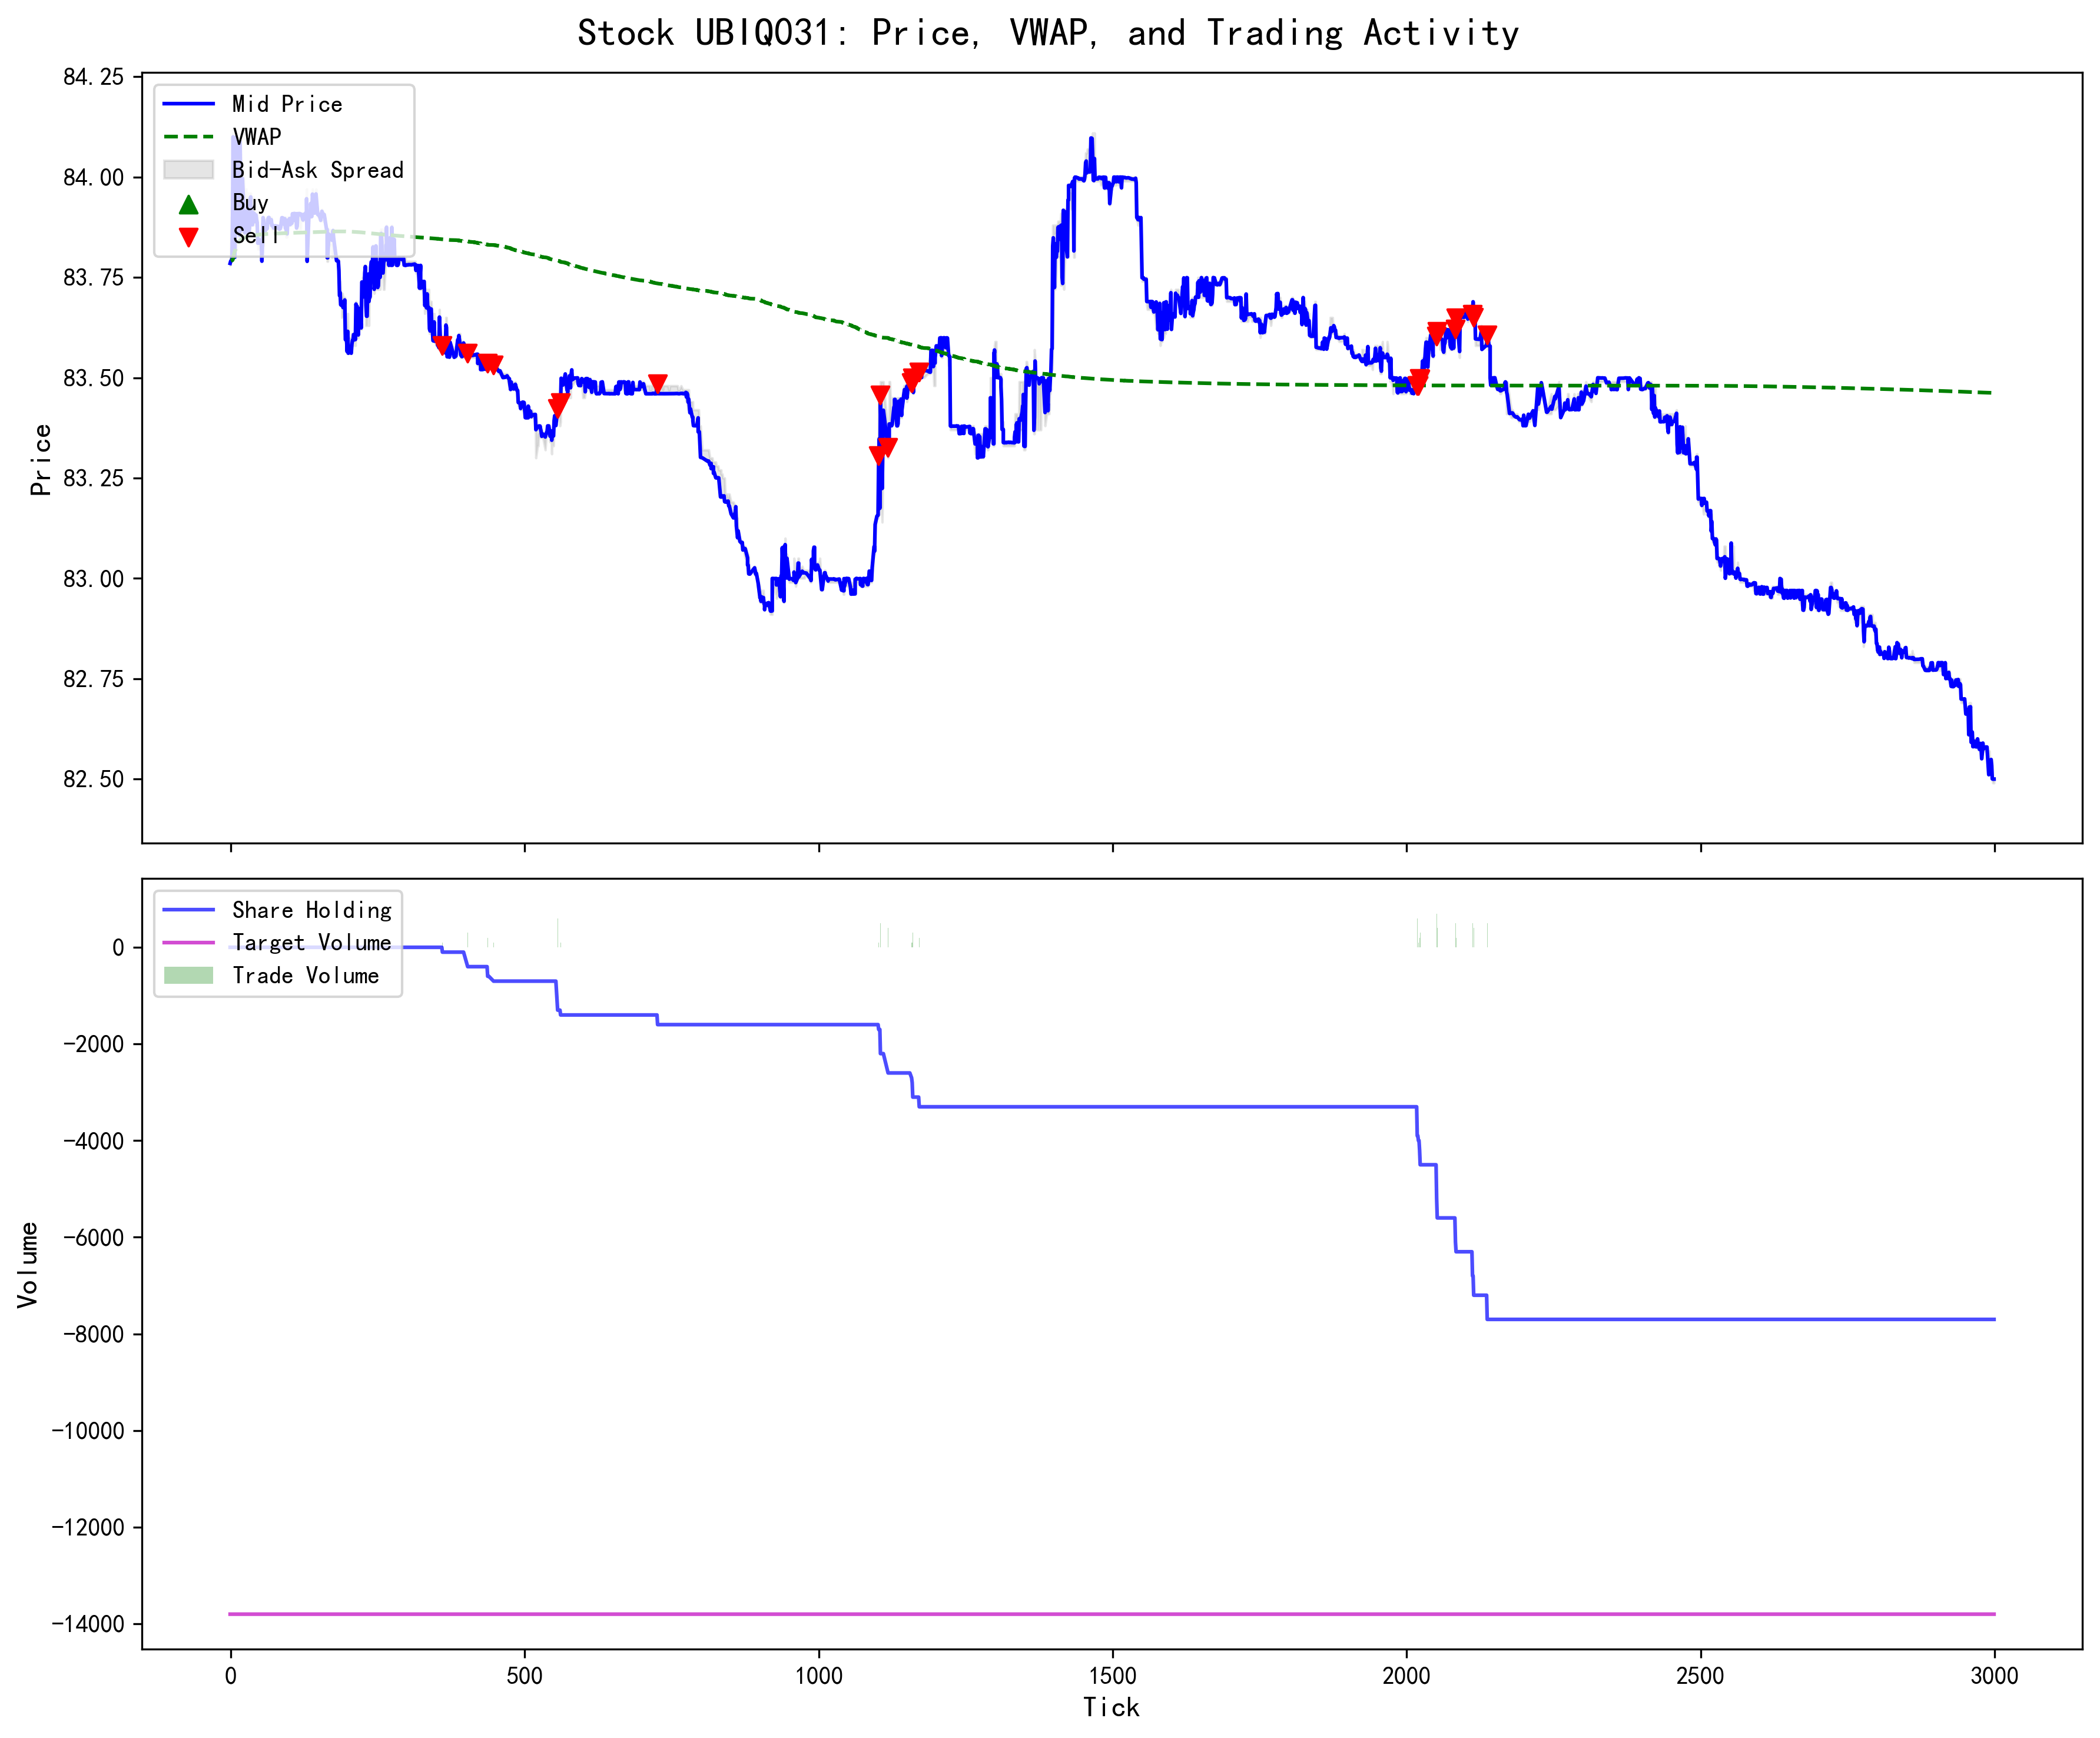 Stock UBIQ031: Price, VWAP, and Trading Activity
84.25
84.00
83.75
83.50
83.25
83.00
82.75
82.50
Price
Mid Price
VWAP
Bid-Ask Spread
Buy
Sell
0
-2000
-4000
-6000
-8000
-10000
-12000
-14000
Volume
Share Holding
Target Volume
Trade Volume
0 500 1000 1500 2000 2500 3000
Tick